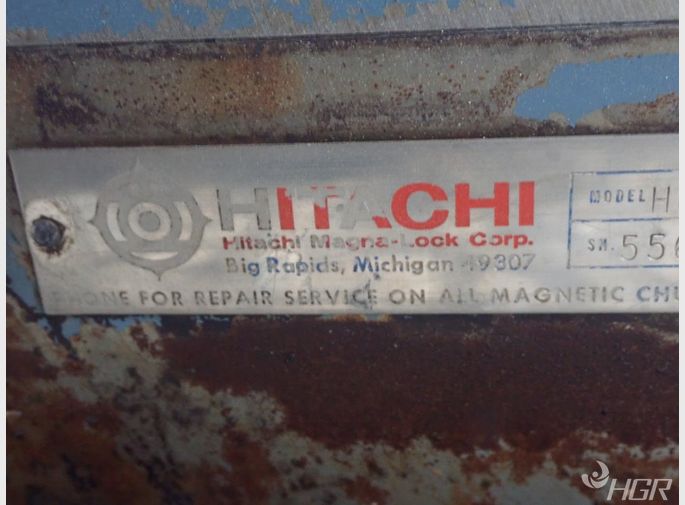 HITACHI
Hitachi Magna-Lock Corp.
Big Rapids, Michigan 49307
MODEL H
SN. 556
PHONE FOR REPAIR SERVICE ON ALL MAGNETIC CHU
HGR